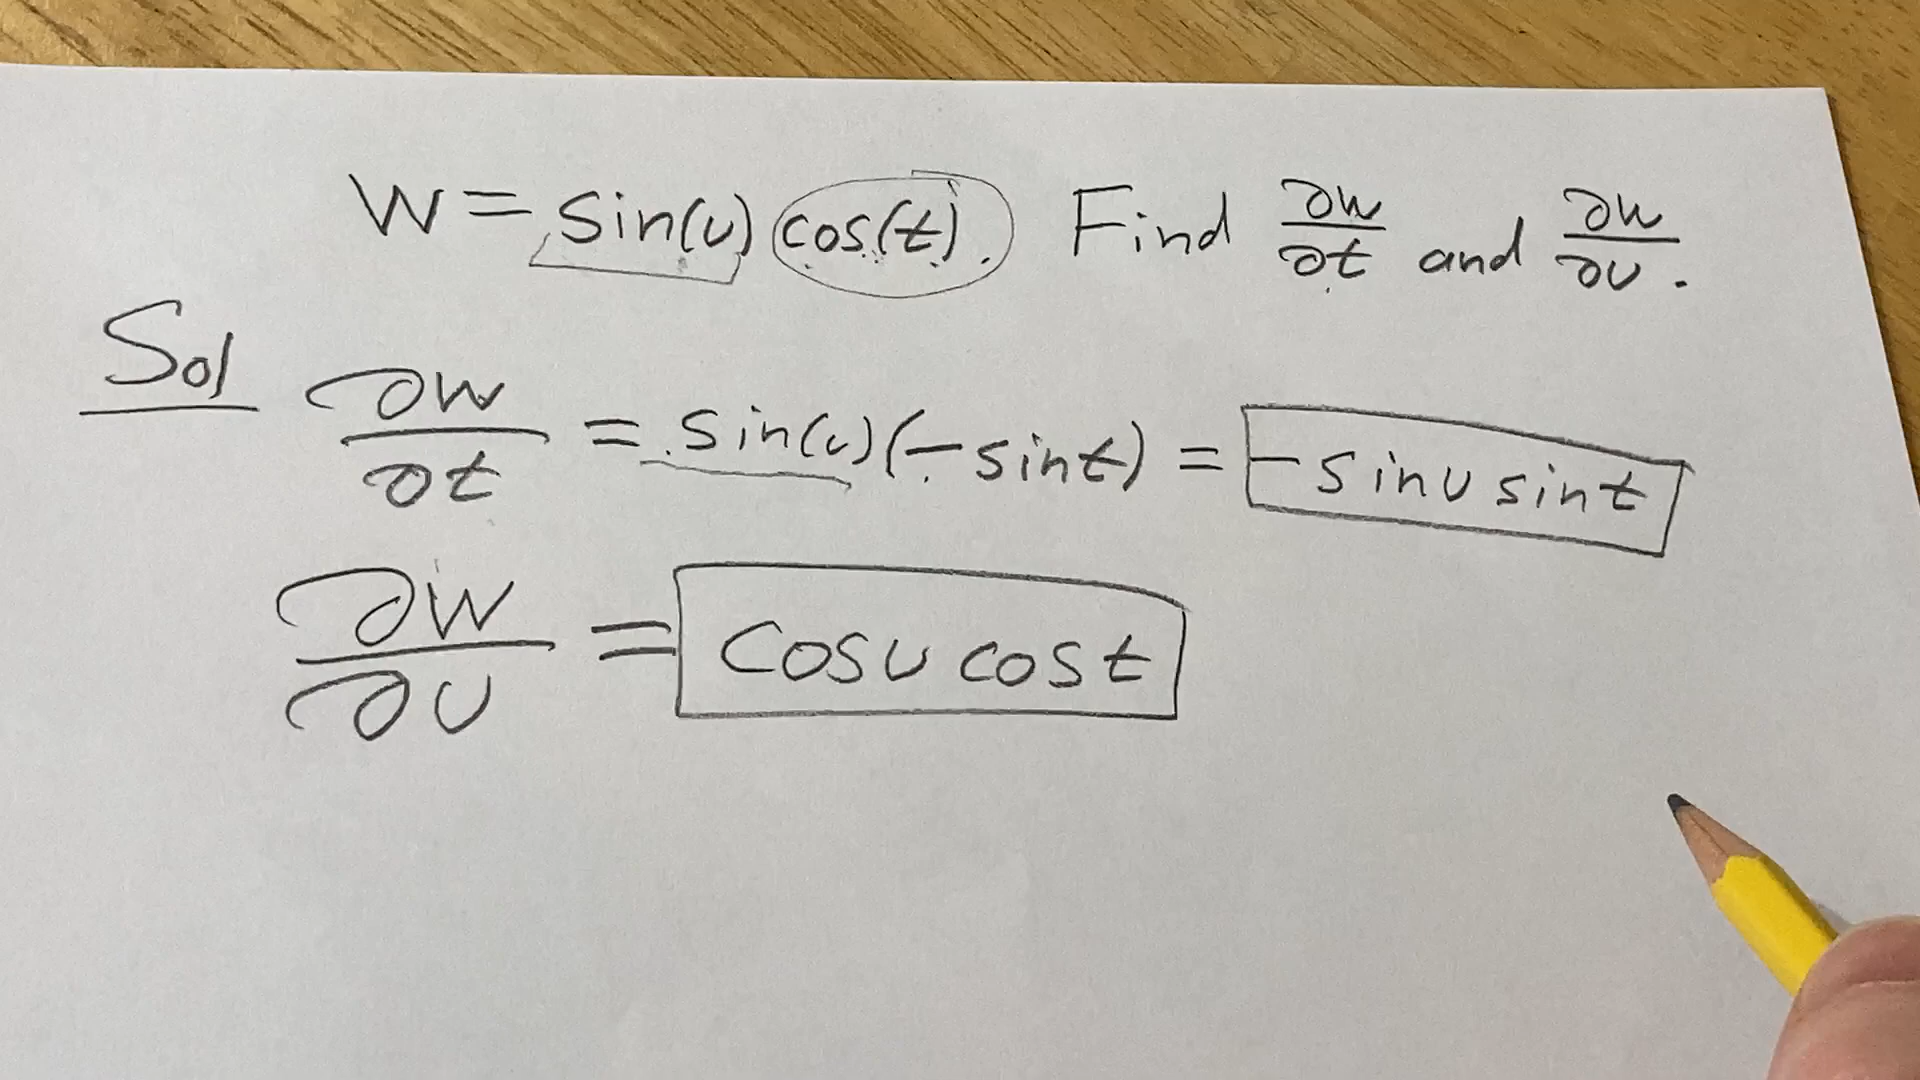 W = sin(u) cos(t). Find ∂w/∂t and ∂w/∂u.
Sol ∂w/∂t = sin(u)(-sint) = -sinu sint
∂w/∂u = cosu cost